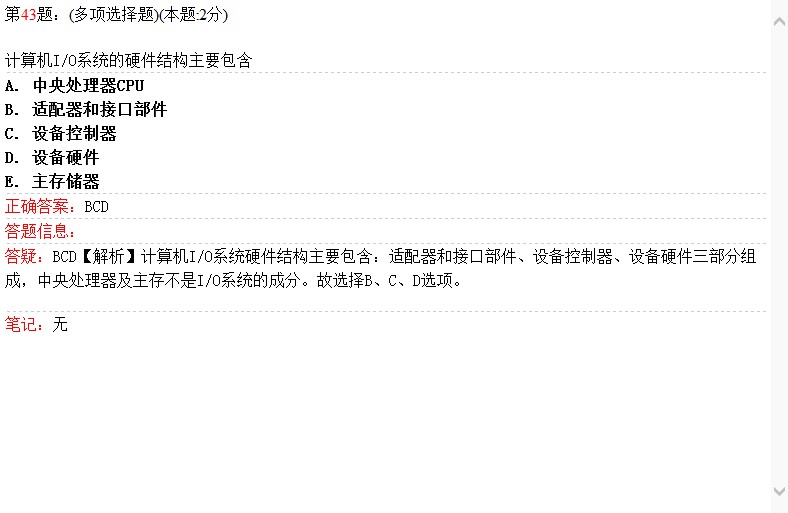 第43题: (多项选择题)(本题:2分)
计算机I/O系统的硬件结构主要包含
A. 中央处理器CPU
B. 适配器和接口部件
C. 设备控制器
D. 设备硬件
E. 主存储器
正确答案：BCD
答题信息：
答疑：BCD【解析】计算机I/O系统硬件结构主要包含：适配器和接口部件、设备控制器、设备硬件三部分组
成，中央处理器及主存不是I/O系统的成分。故选择B、C、D选项。
笔记：无